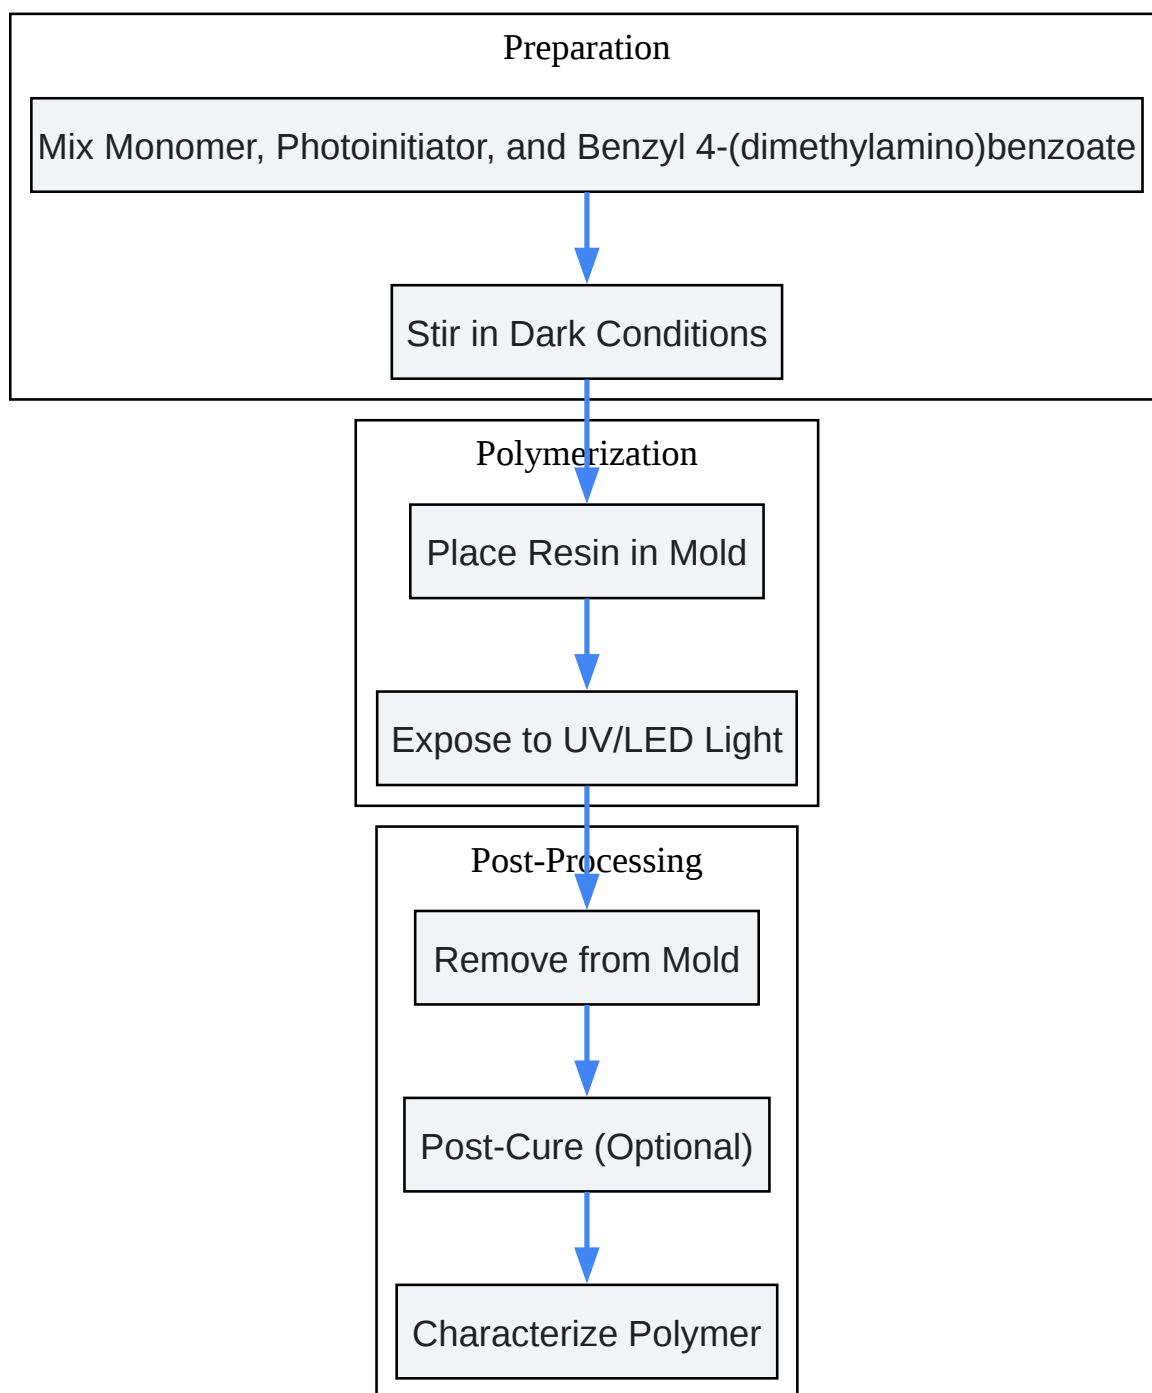 Preparation
Mix Monomer, Photoinitiator, and Benzyl 4-(dimethylamino)benzoate
Stir in Dark Conditions
Polymerization
Place Resin in Mold
Expose to UV/LED Light
Post-Processing
Remove from Mold
Post-Cure (Optional)
Characterize Polymer